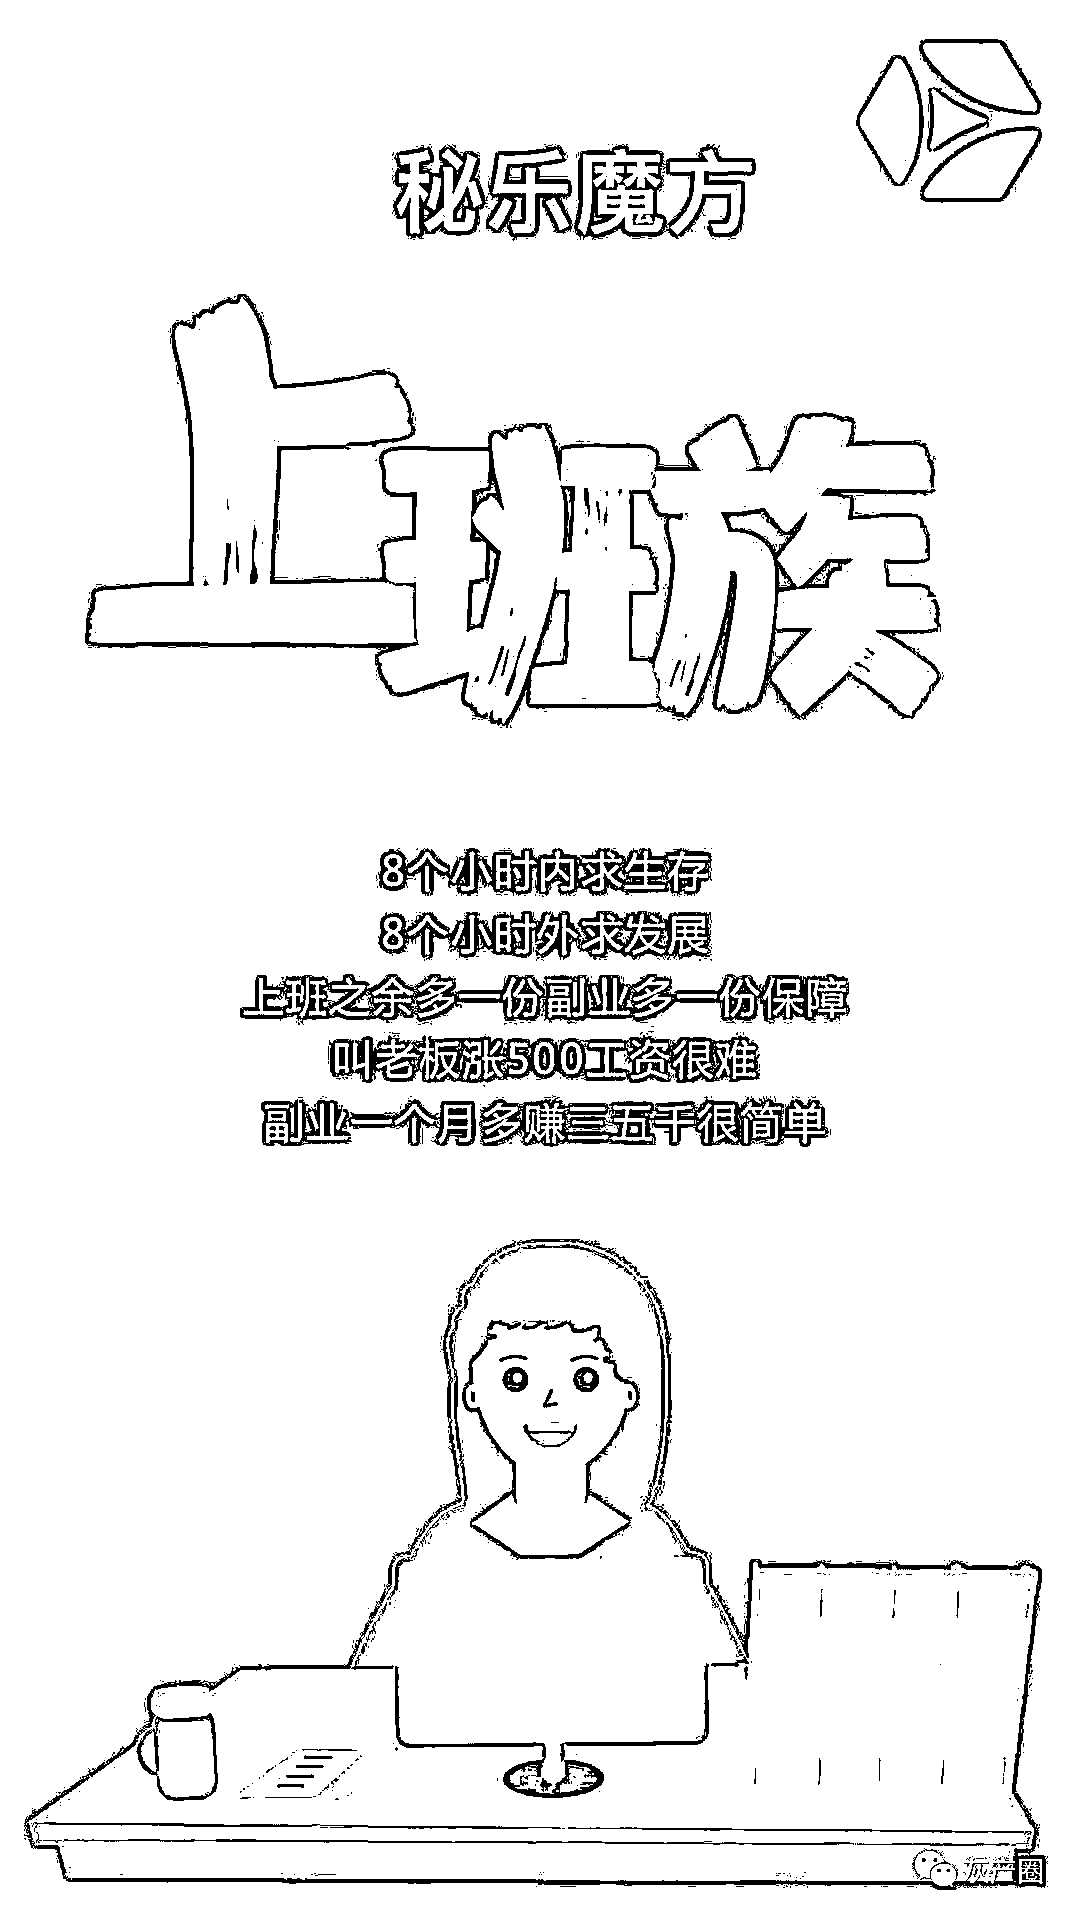 秘乐魔方
上班族
8个小时内求生存
8个小时外求发展
上班之余多一份副业多一份保障
叫老板涨500工资很难
副业一个月多赚三五千很简单
灰产圈